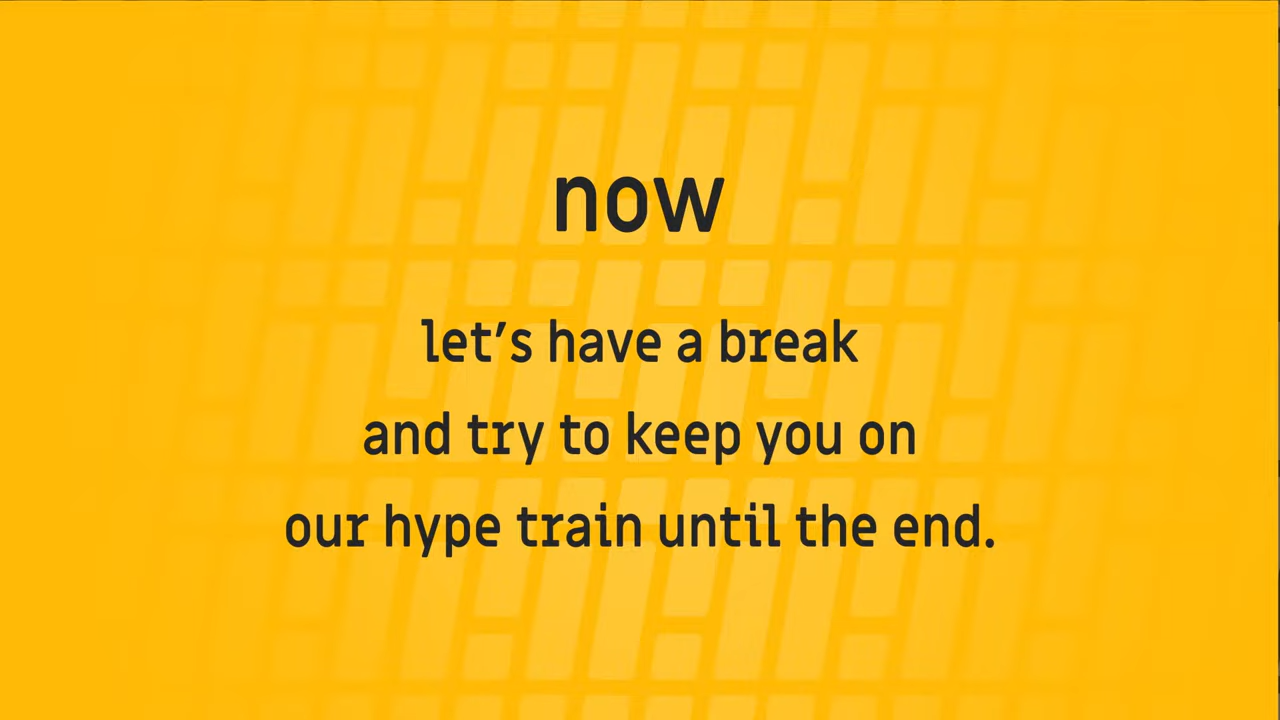 now
let's have a break
and try to keep you on
our hype train until the end.